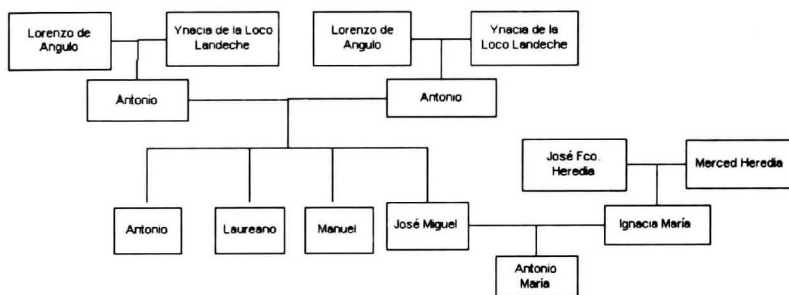 Lorenzo de
Angulo
Ynacia de la Loco
Landeche
Lorenzo de
Angulo
Ynacia de la
Loco Landeche
Antonio
Antonio
José Fco.
Heredia
Merced Heredia
Antonio
Laureano
Manuel
José Miguel
Ignacia María
Antonio
María